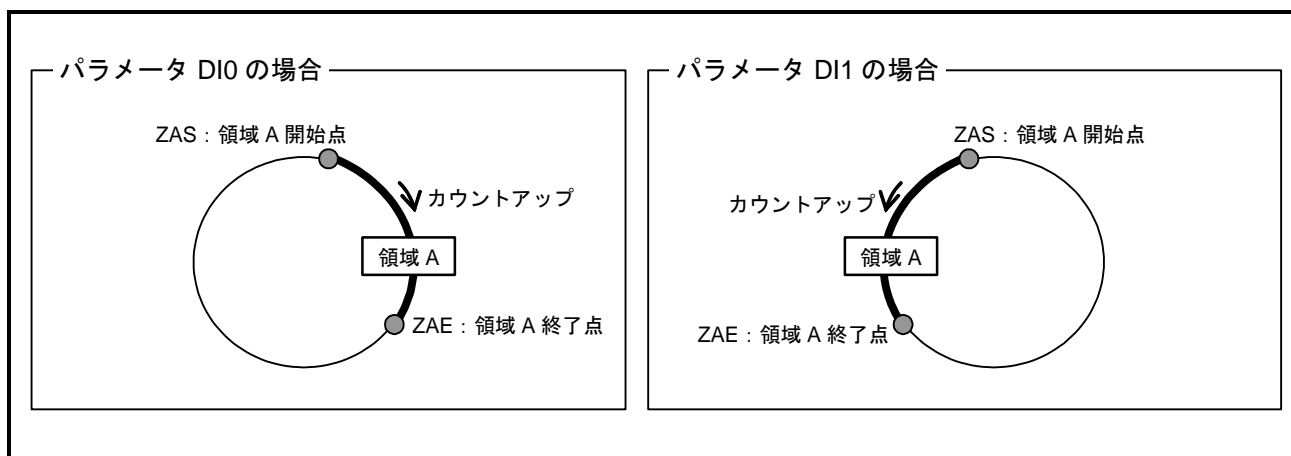 パラメータ DI0 の場合
ZAS：領域 A 開始点
カウントアップ
領域 A
ZAE：領域 A 終了点
パラメータ DI1 の場合
ZAS：領域 A 開始点
カウントアップ
領域 A
ZAE：領域 A 終了点